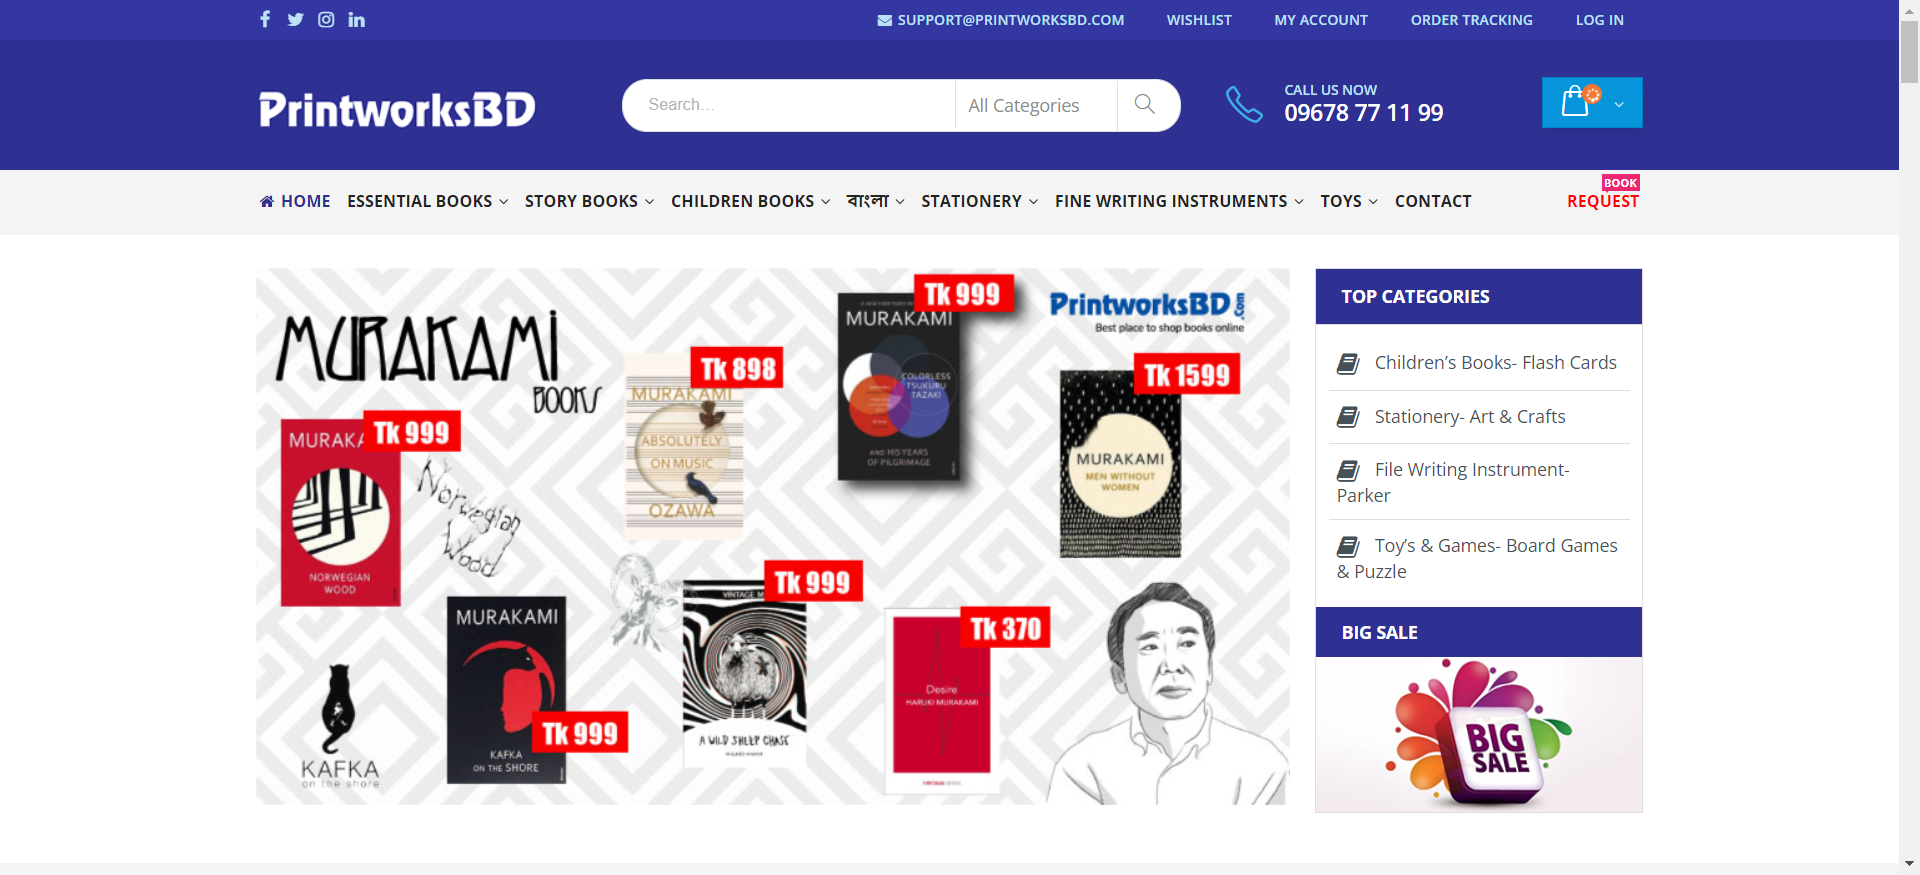 SUPPORT@PRINTWORKSBD.COM WISHLIST MY ACCOUNT ORDER TRACKING LOG IN
PrintworksBD
Search...
All Categories
CALL US NOW
09678 77 11 99
HOME ESSENTIAL BOOKS STORY BOOKS CHILDREN BOOKS বাংলা STATIONERY FINE WRITING INSTRUMENTS TOYS CONTACT
BOOK
REQUEST
MURAKAMI
BOOKS
Tk 999
MURAKA
NORWEGIAN
WOOD
Norwegian
Wood
Tk 898
MURAKAMI
ABSOLUTELY
ON MUSIC
OZAWA
Tk 999
MURAKAMI
COLORLESS
TSUKURU
TAZAKI
AND HIS YEARS
OF PILGRIMAGE
PrintworksBD.com
Best place to shop books online
Tk 1599
MURAKAMI
MEN WITHOUT
WOMEN
KAFKA
on the shore
MURAKAMI
Tk 999
KAFKA
ON THE SHORE
Tk 999
VINTAGE M
A WILD SHEEP CHASE
Tk 370
Desire
HARUKI MURAKAMI
TOP CATEGORIES
Children’s Books- Flash Cards
Stationery- Art & Crafts
File Writing Instrument-
Parker
Toy’s & Games- Board Games
& Puzzle
BIG SALE
BIG
SALE